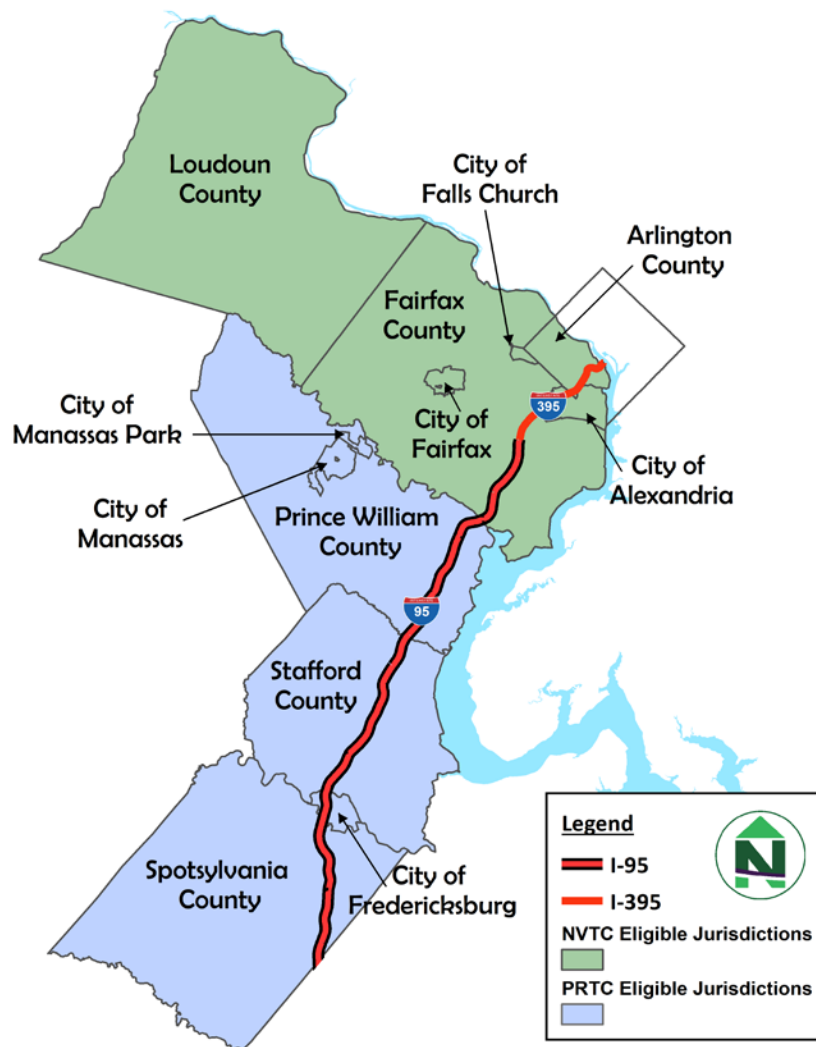 Loudoun
County
City of
Falls Church
Arlington
County
Fairfax
County
395
City of
Manassas Park
City of
Fairfax
City of
Alexandria
City of
Manassas
Prince William
County
95
Stafford
County
Spotsylvania
County
City of
Fredericksburg
Legend
N
I-95
I-395
NVTC Eligible Jurisdictions
PRTC Eligible Jurisdictions